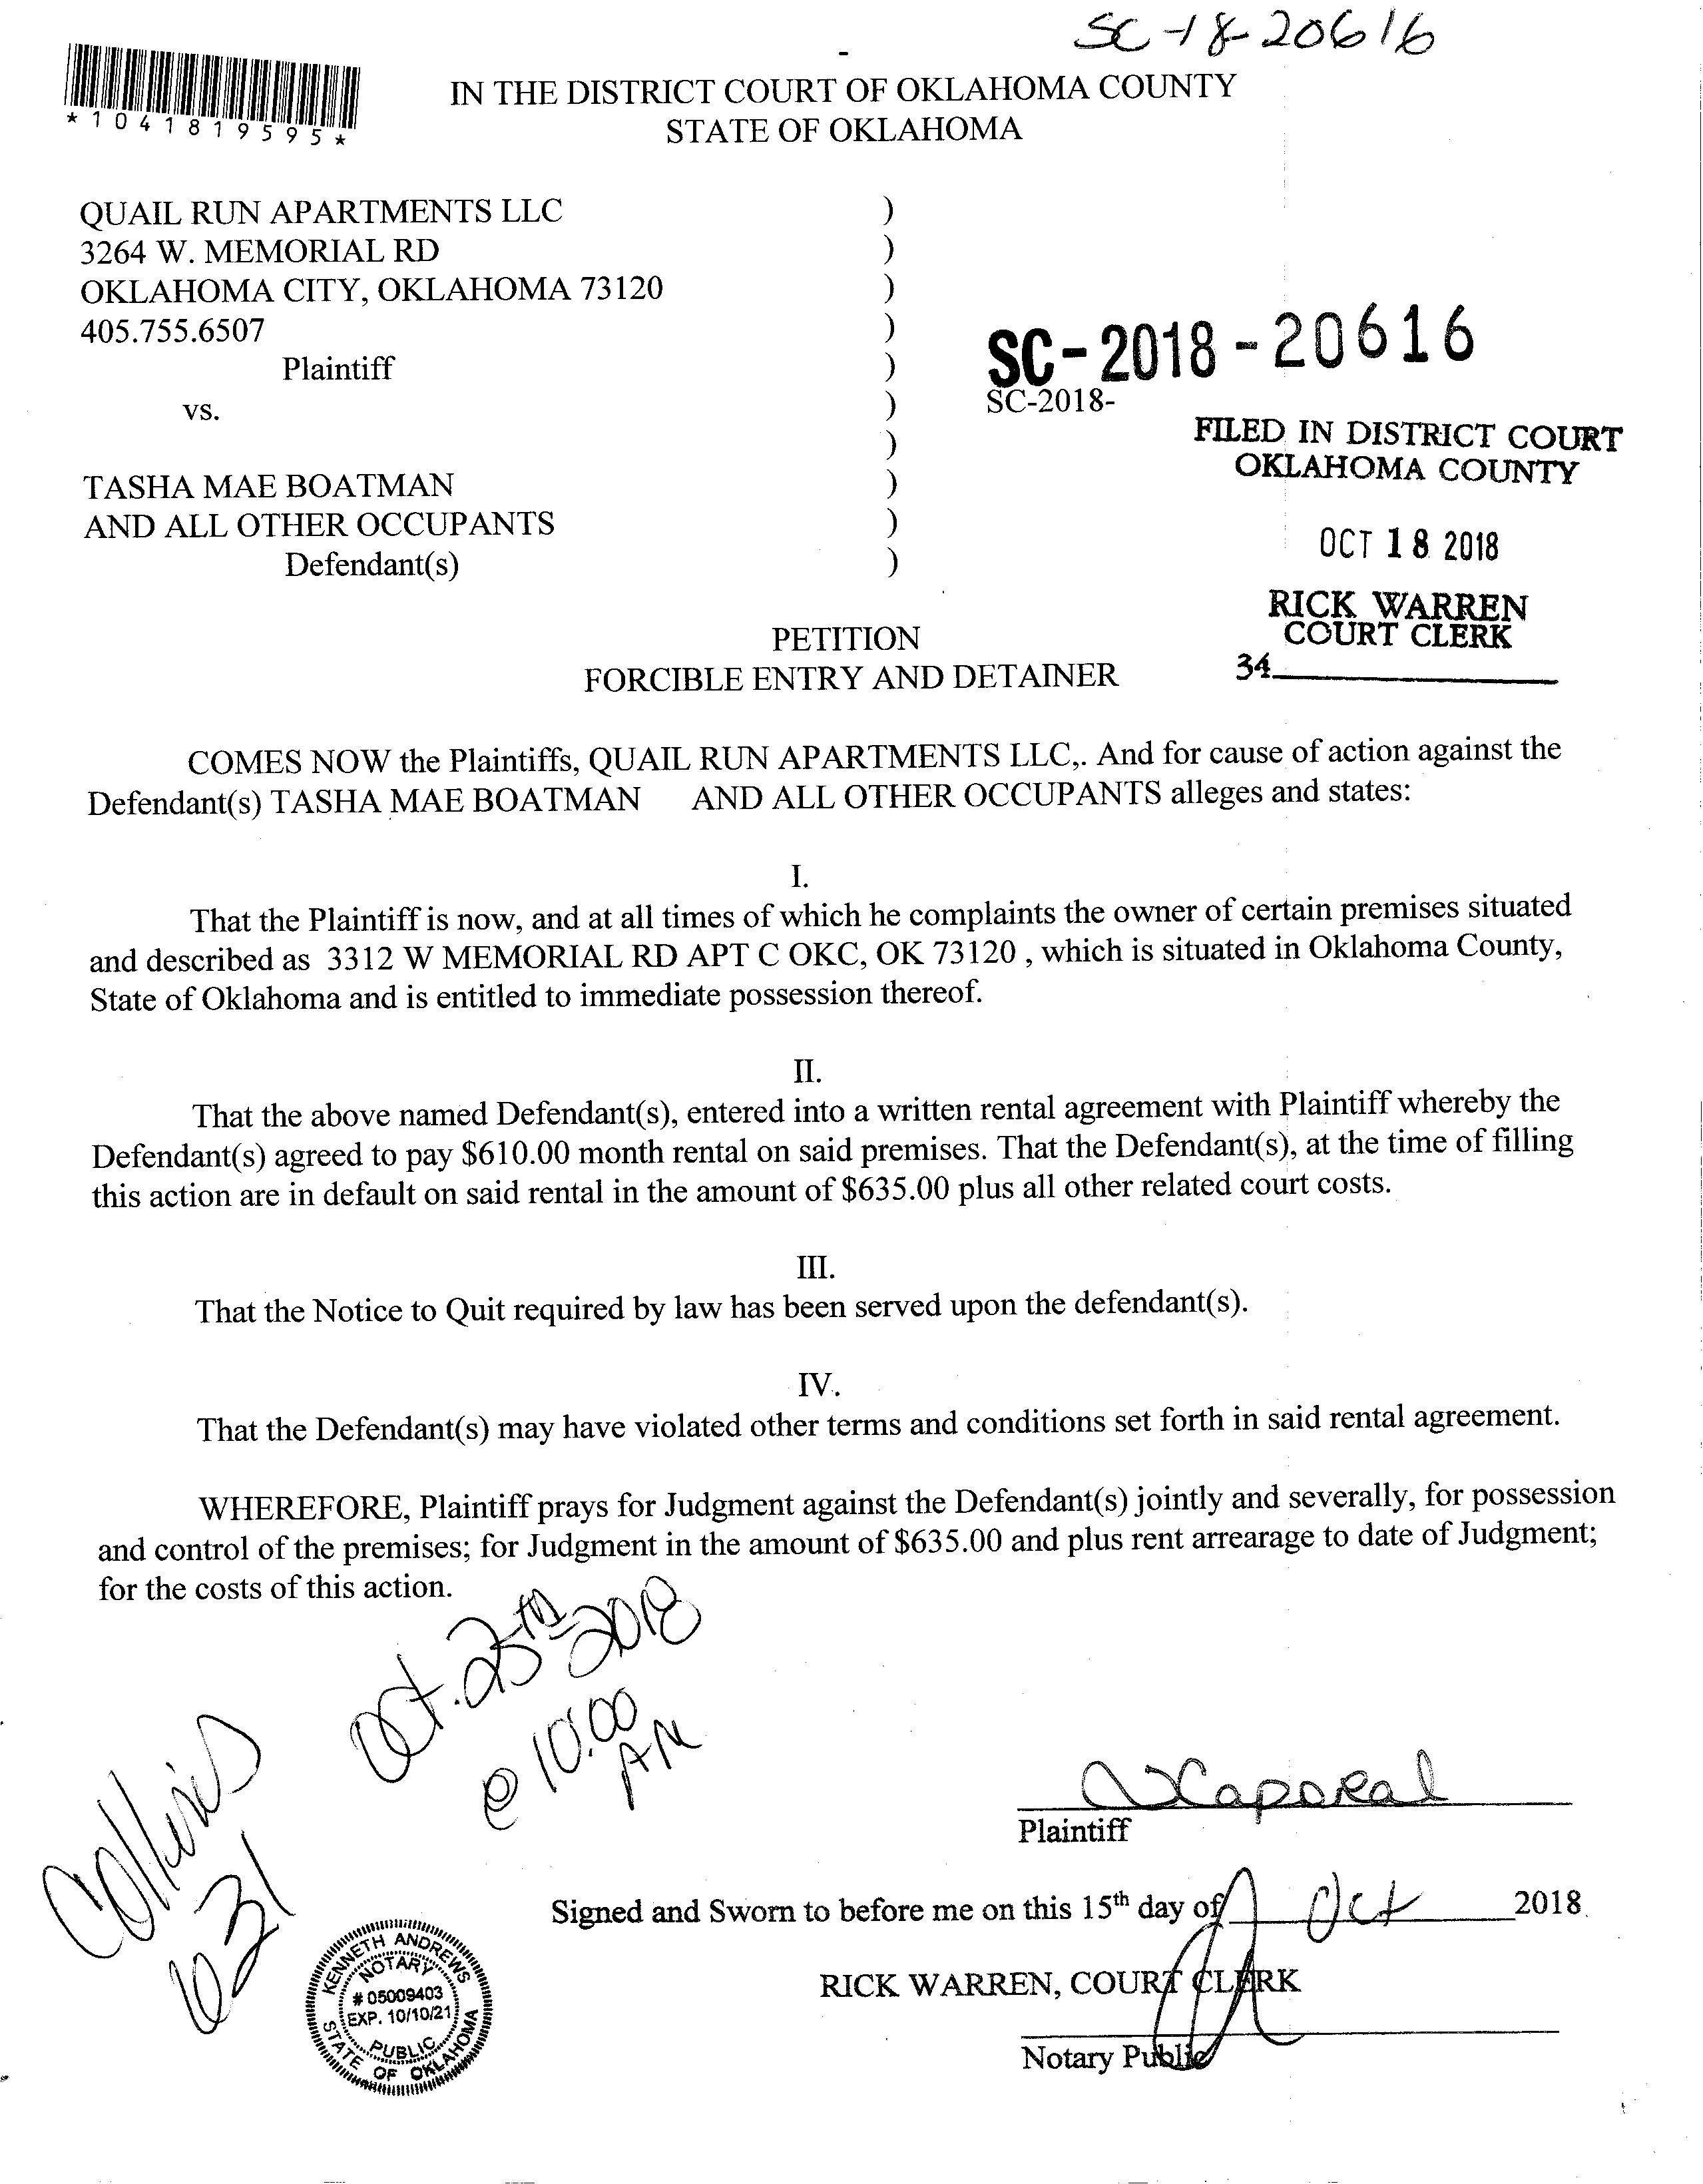 SC-18-20616
*1041819595*
IN THE DISTRICT COURT OF OKLAHOMA COUNTY
STATE OF OKLAHOMA
QUAIL RUN APARTMENTS LLC )
3264 W. MEMORIAL RD )
OKLAHOMA CITY, OKLAHOMA 73120 )
405.755.6507 )
Plaintiff )
SC-2018-20616
vs. )
SC-2018-
)
FILED IN DISTRICT COURT
OKLAHOMA COUNTY
TASHA MAE BOATMAN )
AND ALL OTHER OCCUPANTS )
Defendant(s) )
OCT 18 2018
RICK WARREN
COURT CLERK
34
PETITION
FORCIBLE ENTRY AND DETAINER
COMES NOW the Plaintiffs, QUAIL RUN APARTMENTS LLC,. And for cause of action against the
Defendant(s) TASHA MAE BOATMAN AND ALL OTHER OCCUPANTS alleges and states:
I.
That the Plaintiff is now, and at all times of which he complaints the owner of certain premises situated
and described as 3312 W MEMORIAL RD APT C OKC, OK 73120 , which is situated in Oklahoma County,
State of Oklahoma and is entitled to immediate possession thereof.
II.
That the above named Defendant(s), entered into a written rental agreement with Plaintiff whereby the
Defendant(s) agreed to pay $610.00 month rental on said premises. That the Defendant(s), at the time of filling
this action are in default on said rental in the amount of $635.00 plus all other related court costs.
III.
That the Notice to Quit required by law has been served upon the defendant(s).
IV.
That the Defendant(s) may have violated other terms and conditions set forth in said rental agreement.
WHEREFORE, Plaintiff prays for Judgment against the Defendant(s) jointly and severally, for possession
and control of the premises; for Judgment in the amount of $635.00 and plus rent arrearage to date of Judgment;
for the costs of this action.
Oct. 25th 2018
@ 10:00
AM
Collins
Plaintiff
Signed and Sworn to before me on this 15th day of Oct 2018
RICK WARREN, COURT CLERK
Notary Public
KENNETH ANDREWS
NOTARY
# 05009403
EXP. 10/10/21
PUBLIC
STATE OF OKLAHOMA